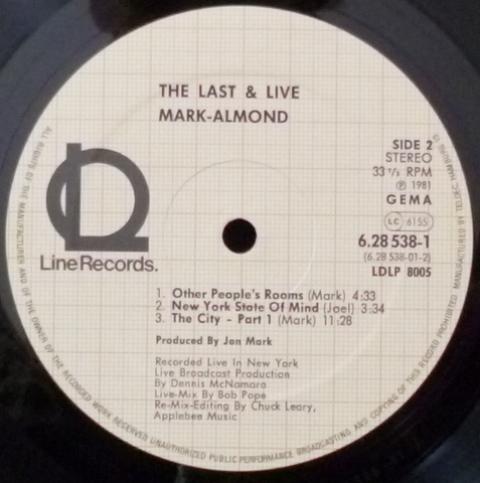 THE LAST & LIVE
MARK-ALMOND
SIDE 2
STEREO
33 1/3 RPM
℗ 1981
GEMA
LC 6155
6.28 538-1
(6.28 538-01-2)
LDLP 8005
LineRecords.
1. Other People's Rooms (Mark) 4:33
2. New York State Of Mind (Joel) 3:34
3. The City - Part 1 (Mark) 11:28
Produced By Jon Mark
Recorded Live In New York
Live Broadcast Production
By Dennis McNamara
Live-Mix By Bob Pope
Re-Mix-Editing By Chuck Leary,
Applebee Music
ALL RIGHTS OF THE MANUFACTURER AND OF THE OWNER OF THE RECORDED WORK RESERVED UNAUTHORIZED PUBLIC PERFORMANCE BROADCASTING AND COPYING OF THIS RECORD PROHIBITED MANUFACTURED BY TELDEC HAMBURG